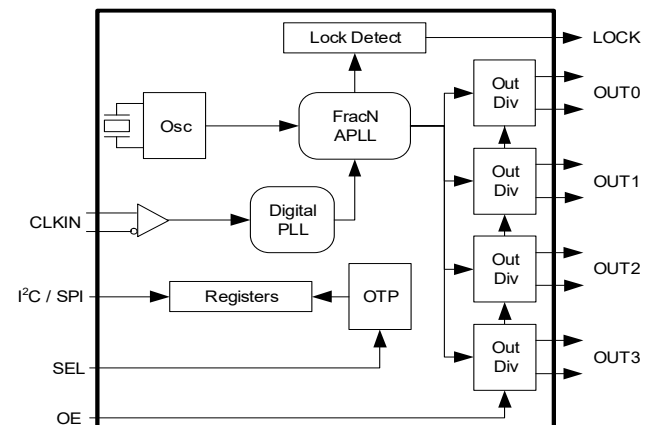 Lock Detect
LOCK
Osc
FracN
APLL
Out
Div
OUT0
Out
Div
OUT1
CLKIN
Digital
PLL
Out
Div
OUT2
I²C / SPI
Registers
OTP
Out
Div
OUT3
SEL
OE